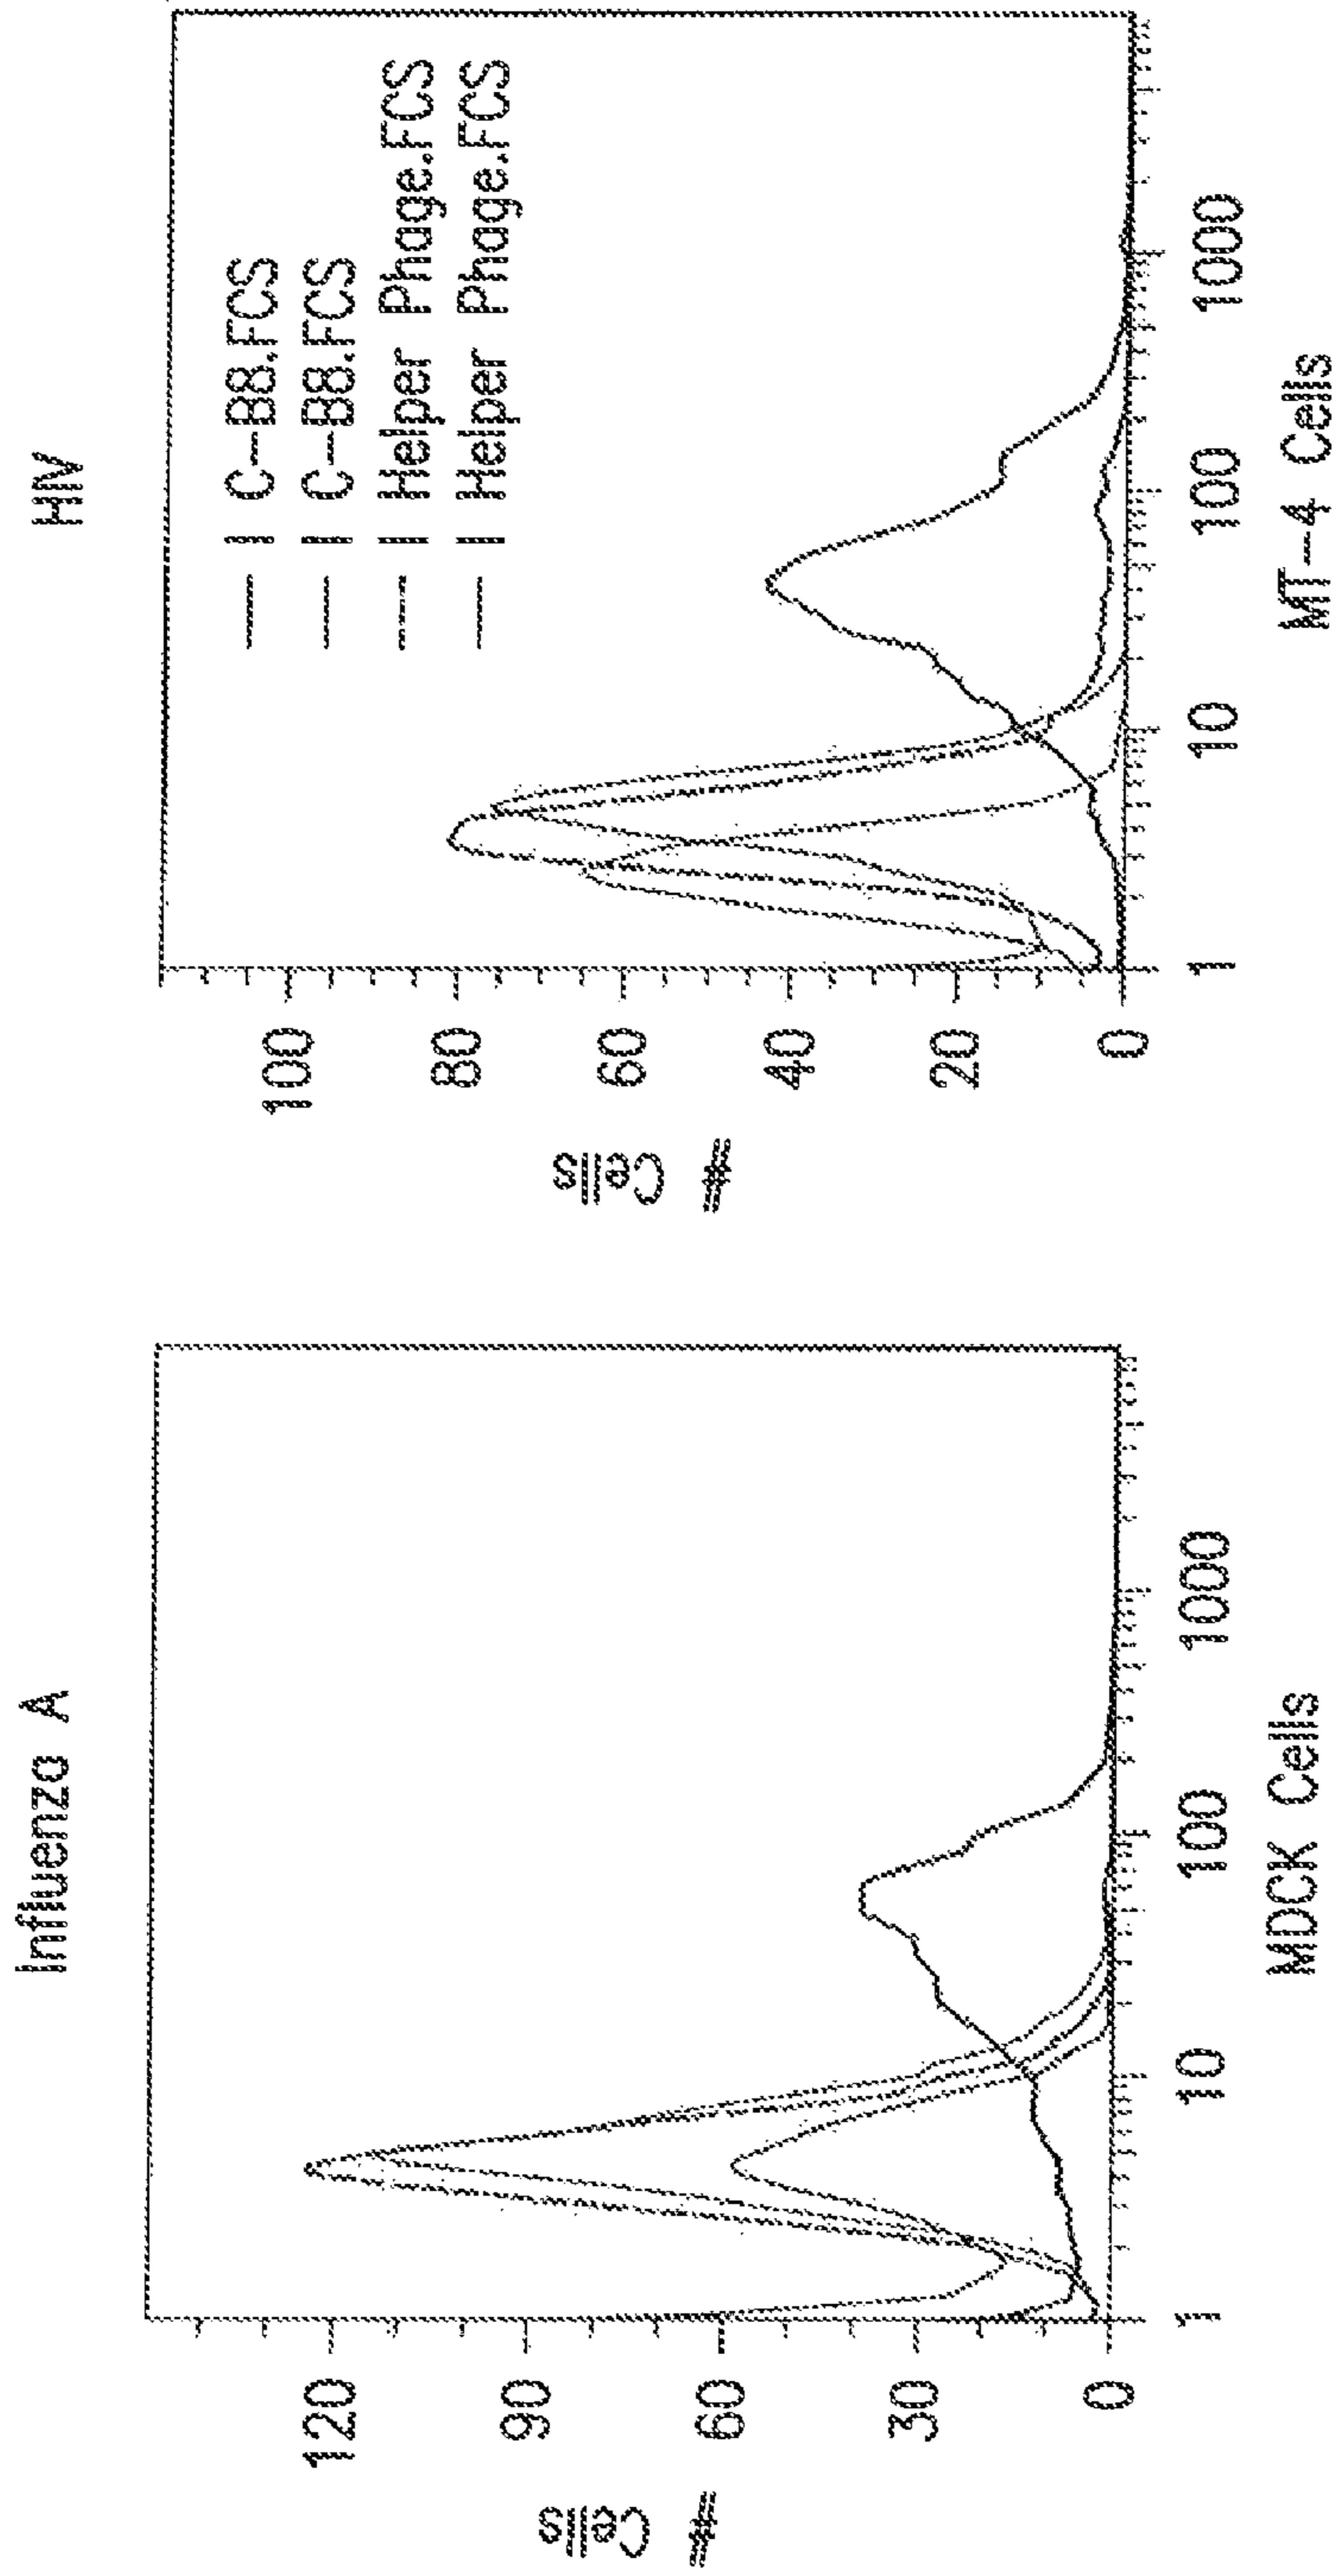 Influenza A
# Cells
120
90
60
30
0
1
10
100
1000
MDCK Cells
HIV
# Cells
100
80
60
40
20
0
1
10
100
1000
MT-4 Cells
— | C-B8.FCS
— | C-B8.FCS
— | Helper Phage.FCS
— | Helper Phage.FCS